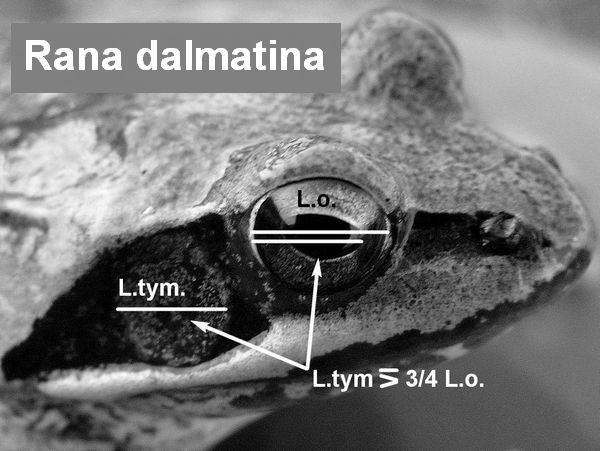 Rana dalmatina
L.o.
L.tym.
L.tym ⋝ 3/4 L.o.